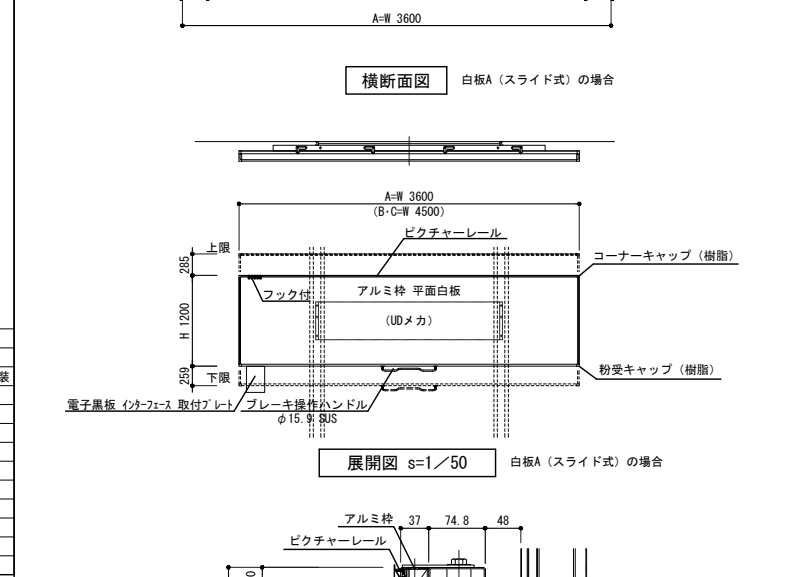 A=W 3600
横断面図
白板A（スライド式）の場合
A=W 3600
(B･C=W 4500)
ピクチャーレール
上限
コーナーキャップ（樹脂）
285
フック付
アルミ枠 平面白板
(UDメカ)
H 1200
259
下限
粉受キャップ（樹脂）
装
電子黒板 ｲﾝﾀｰﾌｪｰｽ 取付ﾌﾟﾚｰﾄ
ブレーキ操作ハンドル
φ15.9 SUS
展開図 s=1／50
白板A（スライド式）の場合
アルミ枠
37
74.8
48
ピクチャーレール